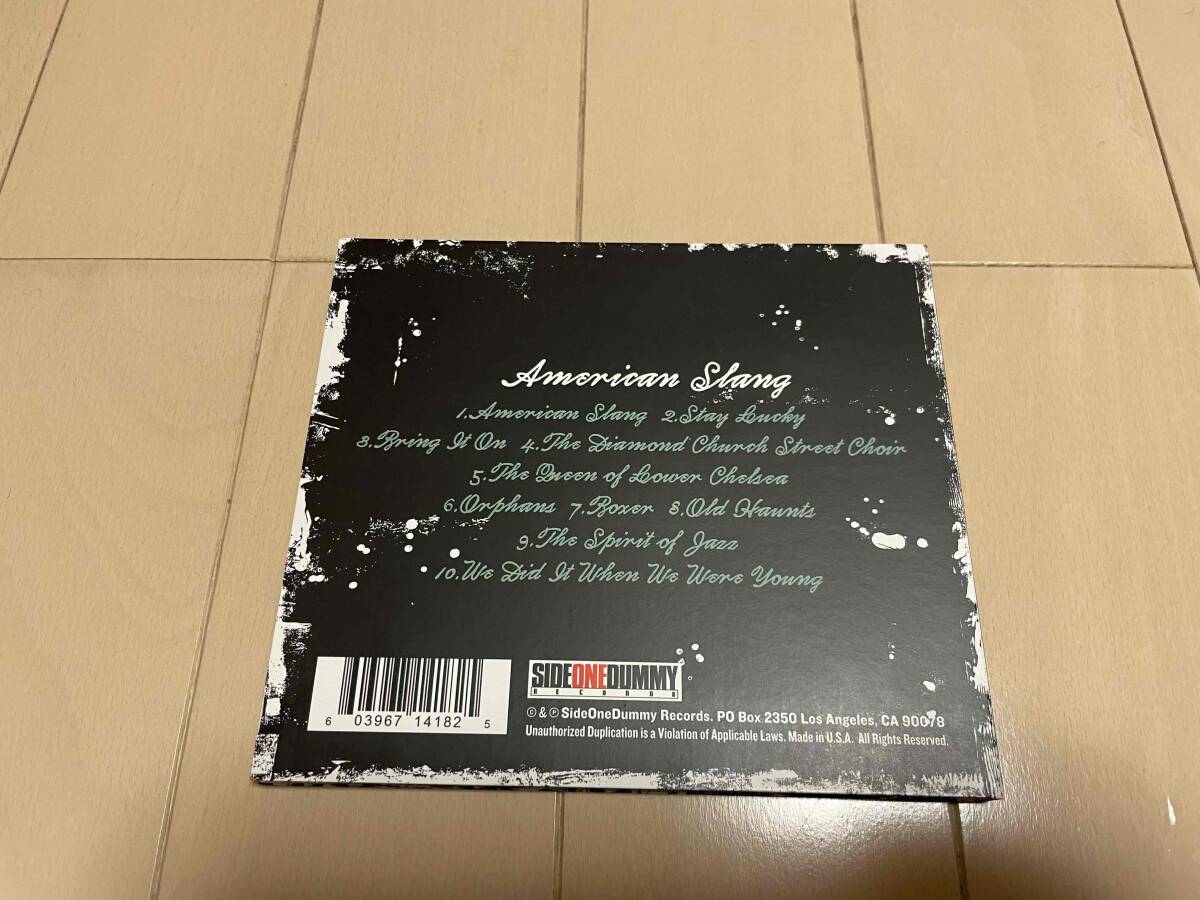 American Slang
1. American Slang 2. Stay Lucky
3. Bring It On 4. The Diamond Church Street Choir
5. The Queen of Lower Chelsea
6. Orphans 7. Boxer 8. Old Haunts
9. The Spirit of Jazz
10. We Did It When We Were Young
SIDEONEDUMMY
RECORDS
6 03967 14182 5
© & ℗ SideOneDummy Records. PO Box 2350 Los Angeles, CA 90078
Unauthorized Duplication is a Violation of Applicable Laws. Made in U.S.A. All Rights Reserved.